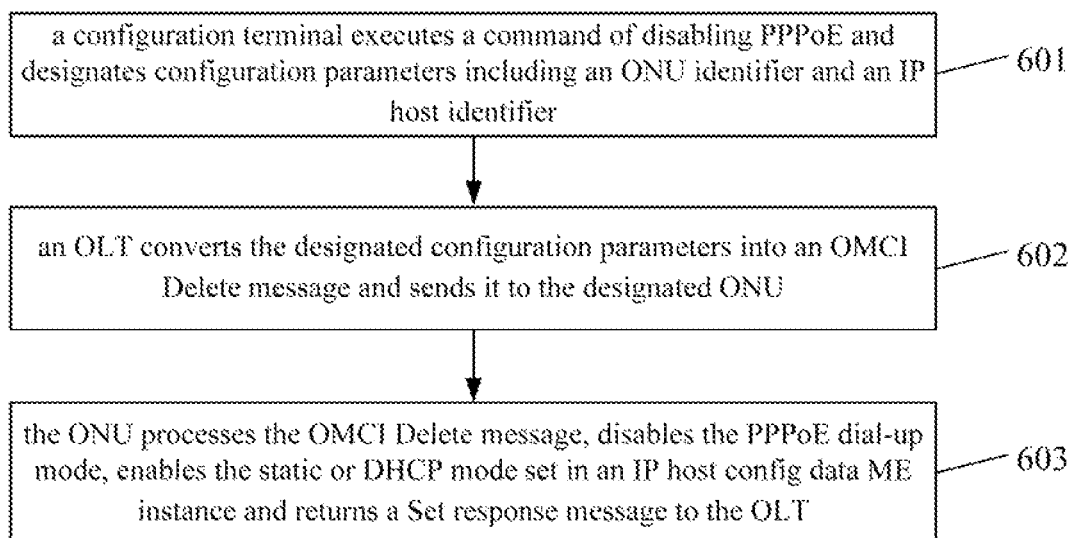 a configuration terminal executes a command of disabling PPPoE and
designates configuration parameters including an ONU identifier and an IP
host identifier
601
an OLT converts the designated configuration parameters into an OMCI
Delete message and sends it to the designated ONU
602
the ONU processes the OMCI Delete message, disables the PPPoE dial-up
mode, enables the static or DHCP mode set in an IP host config data ME
instance and returns a Set response message to the OLT
603